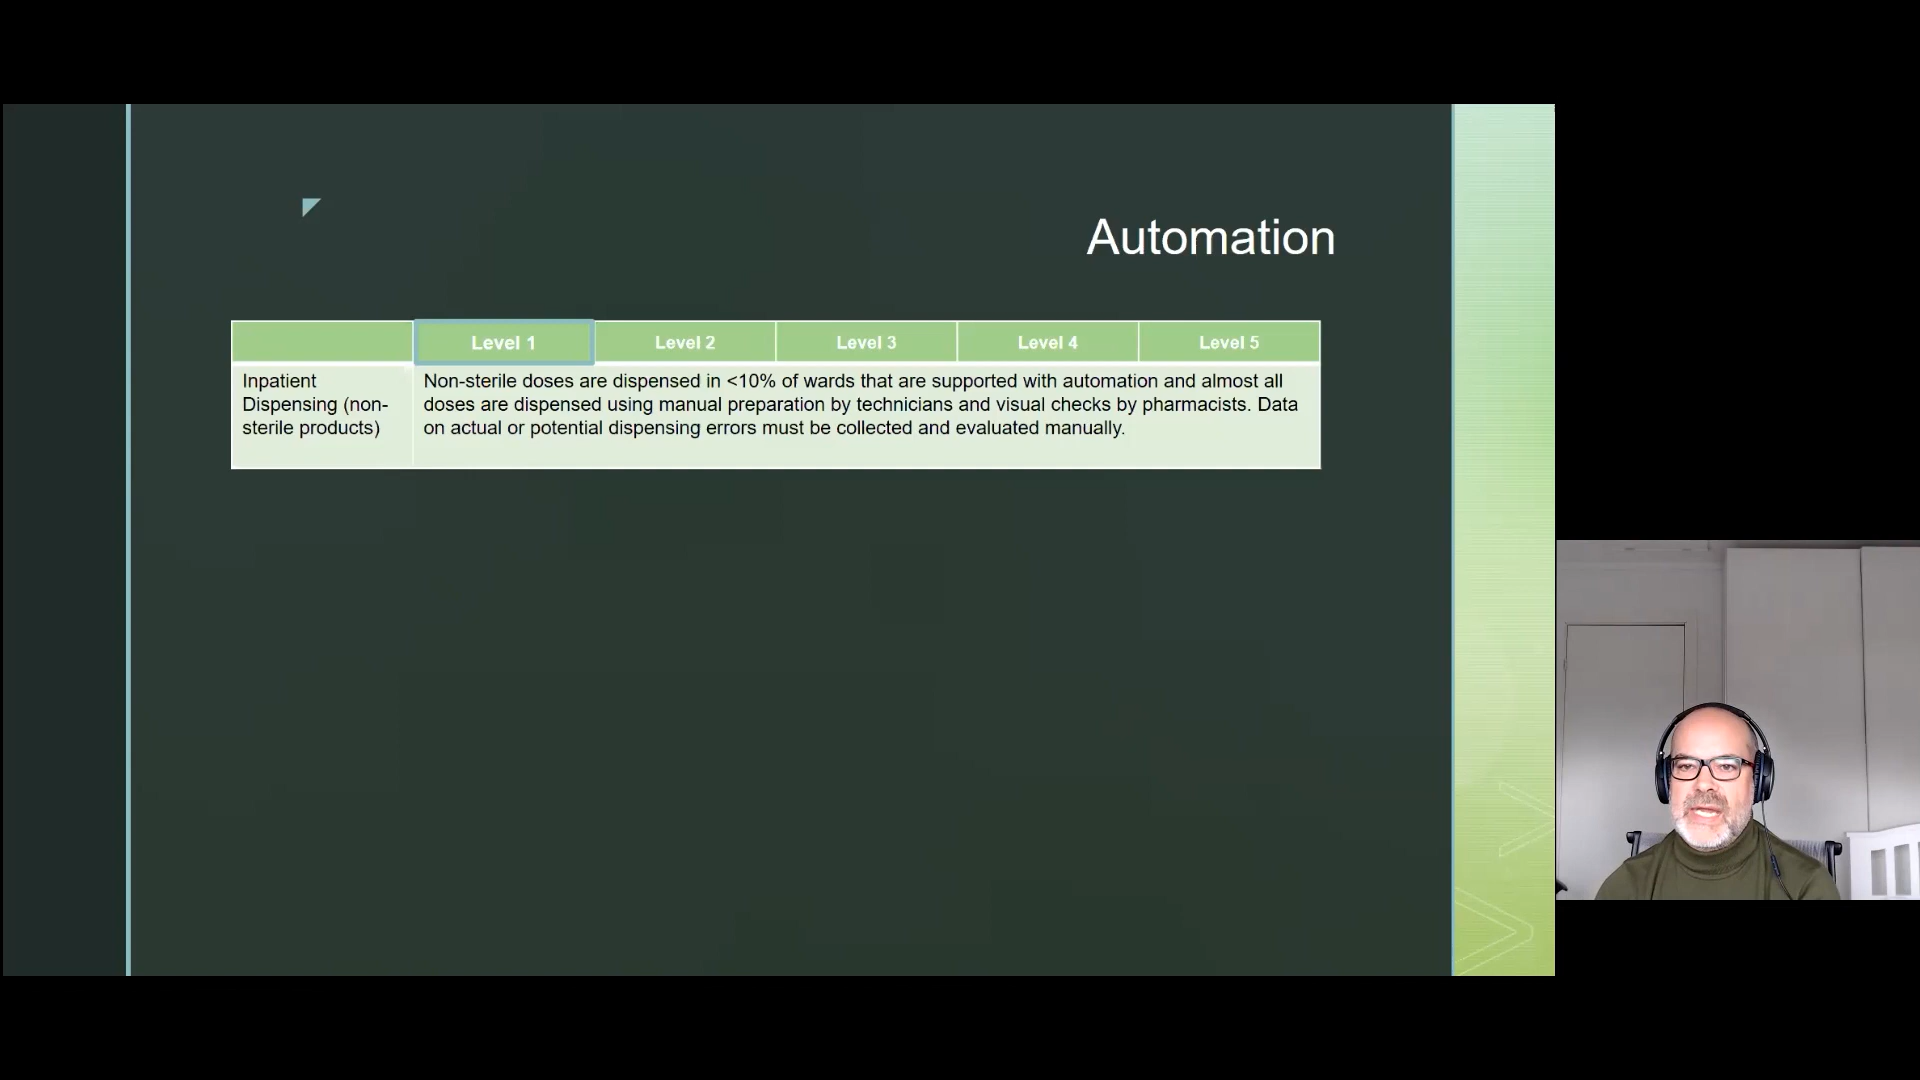 Automation
Level 1 Level 2 Level 3 Level 4 Level 5
Inpatient
Dispensing (non-
sterile products)
Non-sterile doses are dispensed in <10% of wards that are supported with automation and almost all
doses are dispensed using manual preparation by technicians and visual checks by pharmacists. Data
on actual or potential dispensing errors must be collected and evaluated manually.